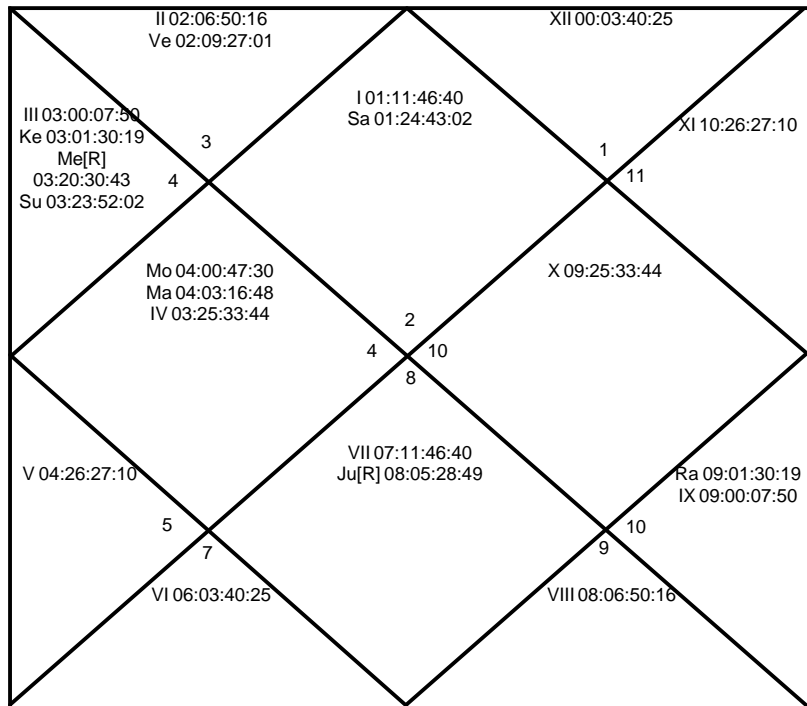 II 02:06:50:16
Ve 02:09:27:01
XII 00:03:40:25
I 01:11:46:40
Sa 01:24:43:02
III 03:00:07:50
Ke 03:01:30:19
Me[R]
03:20:30:43
Su 03:23:52:02
XI 10:26:27:10
3
4
1
11
Mo 04:00:47:30
Ma 04:03:16:48
IV 03:25:33:44
X 09:25:33:44
2
4
10
8
V 04:26:27:10
VII 07:11:46:40
Ju[R] 08:05:28:49
Ra 09:01:30:19
IX 09:00:07:50
5
7
10
9
VI 06:03:40:25
VIII 08:06:50:16